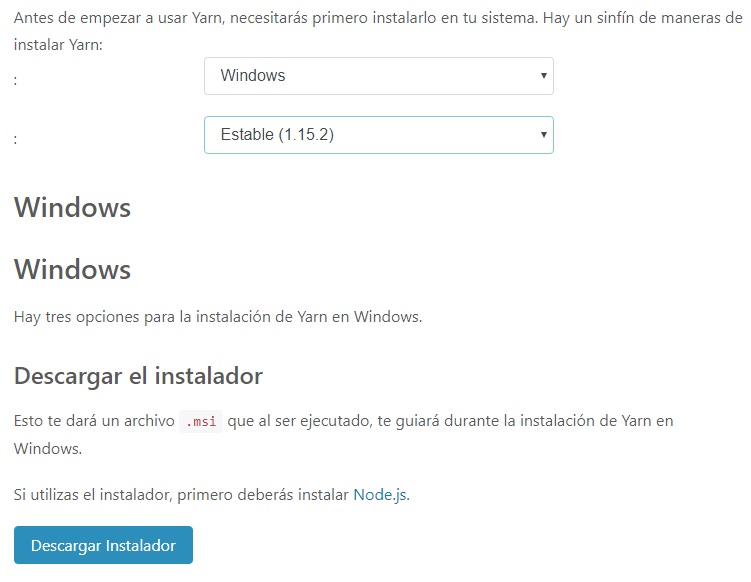 Antes de empezar a usar Yarn, necesitarás primero instalarlo en tu sistema. Hay un sinfín de maneras de
instalar Yarn:
: Windows
: Estable (1.15.2)
Windows
Windows
Hay tres opciones para la instalación de Yarn en Windows.
Descargar el instalador
Esto te dará un archivo .msi que al ser ejecutado, te guiará durante la instalación de Yarn en
Windows.
Si utilizas el instalador, primero deberás instalar Node.js.
Descargar Instalador